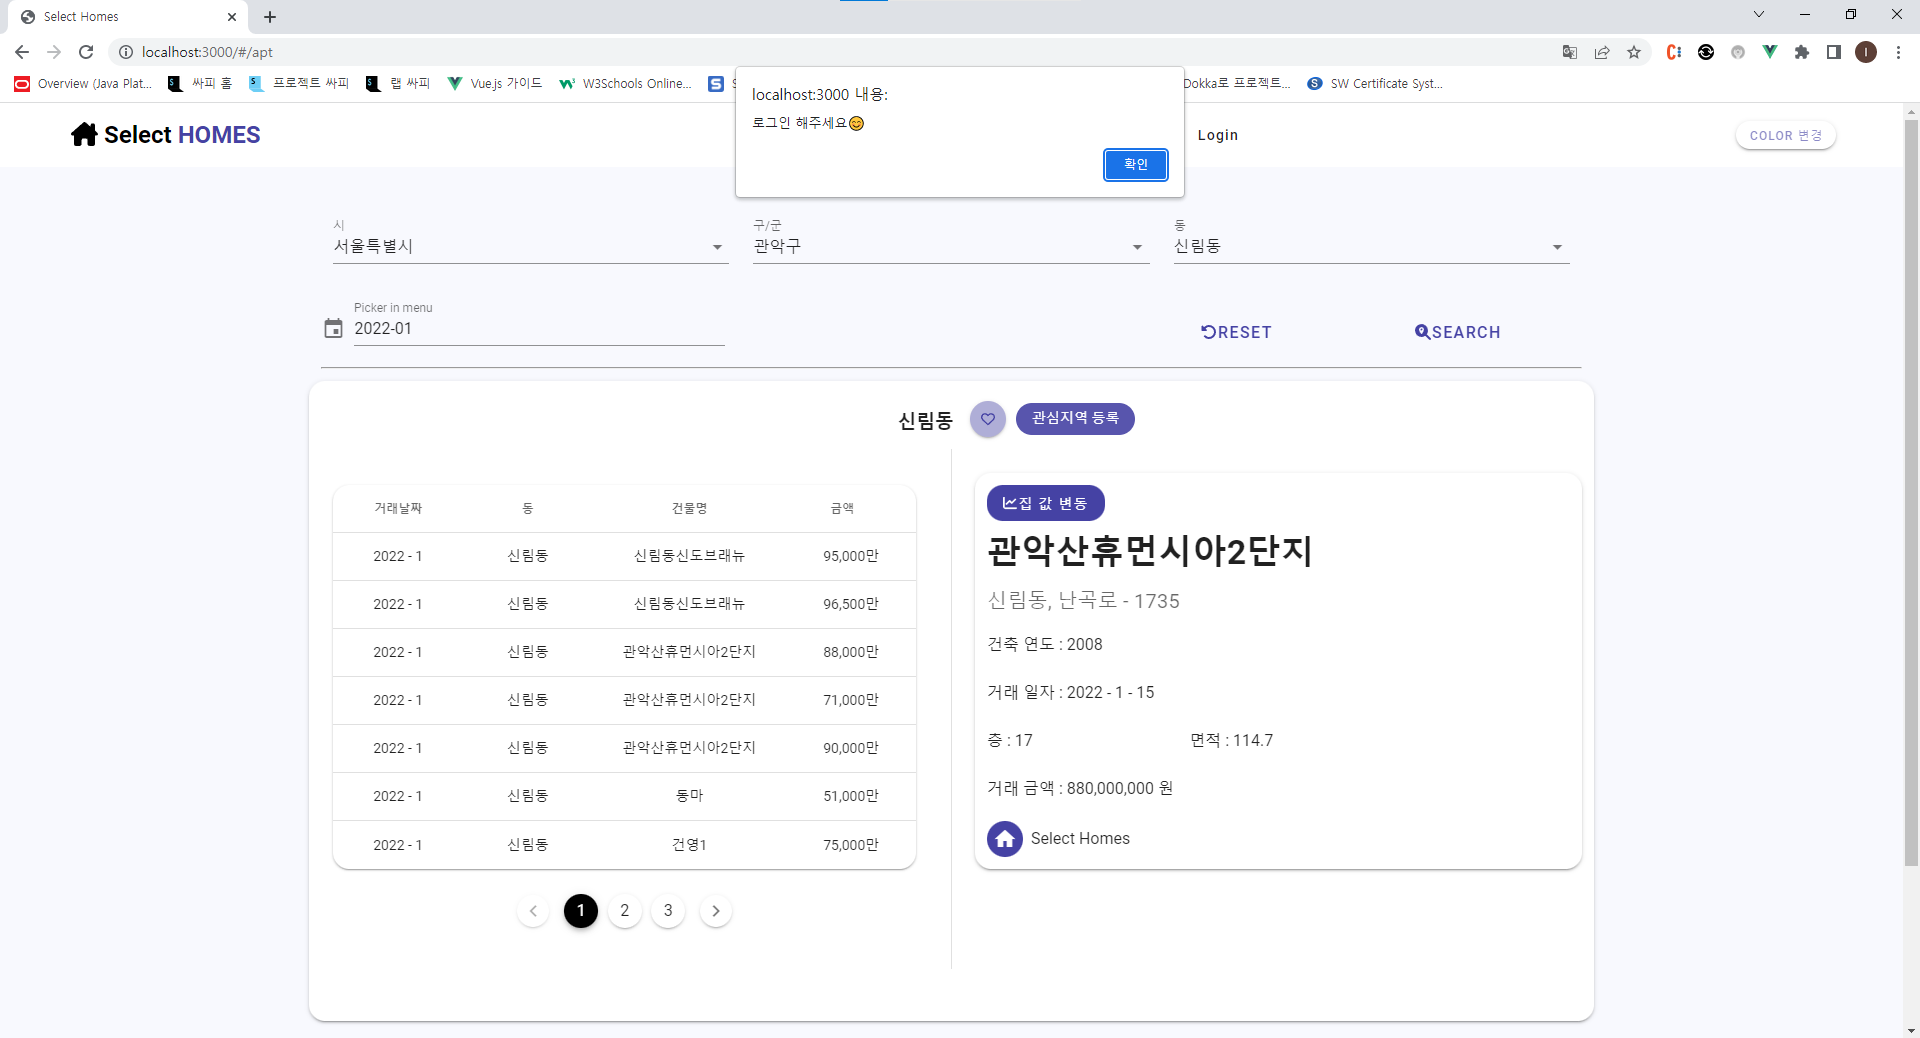 Select Homes
localhost:3000/#/apt
Overview (Java Plat...
싸피 홈
프로젝트 싸피
랩 싸피
Vue.js 가이드
W3Schools Online...
Dokka로 프로젝트...
SW Certificate Syst...
localhost:3000 내용:
로그인 해주세요😊
확인
Select HOMES
Login
COLOR 변경
시
서울특별시
구/군
관악구
동
신림동
Picker in menu
2022-01
RESET
SEARCH
신림동
관심지역 등록
거래날짜 동 건물명 금액
2022 - 1 신림동 신림동신도브래뉴 95,000만
2022 - 1 신림동 신림동신도브래뉴 96,500만
2022 - 1 신림동 관악산휴먼시아2단지 88,000만
2022 - 1 신림동 관악산휴먼시아2단지 71,000만
2022 - 1 신림동 관악산휴먼시아2단지 90,000만
2022 - 1 신림동 동마 51,000만
2022 - 1 신림동 건영1 75,000만
1 2 3
집 값 변동
관악산휴먼시아2단지
신림동, 난곡로 - 1735
건축 연도 : 2008
거래 일자 : 2022 - 1 - 15
층 : 17 면적 : 114.7
거래 금액 : 880,000,000 원
Select Homes